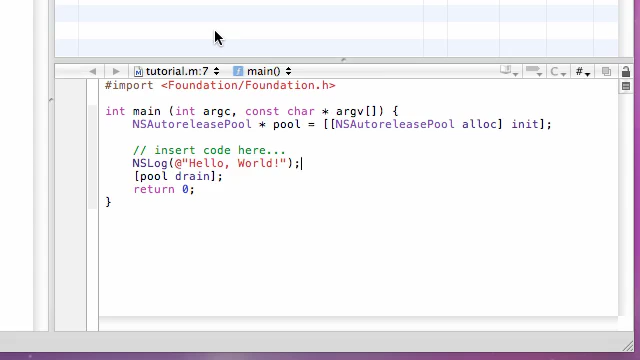 tutorial.m:7 main() #
#import <Foundation/Foundation.h>
int main (int argc, const char * argv[]) {
NSAutoreleasePool * pool = [[NSAutoreleasePool alloc] init];
// insert code here...
NSLog(@"Hello, World!");
[pool drain];
return 0;
}